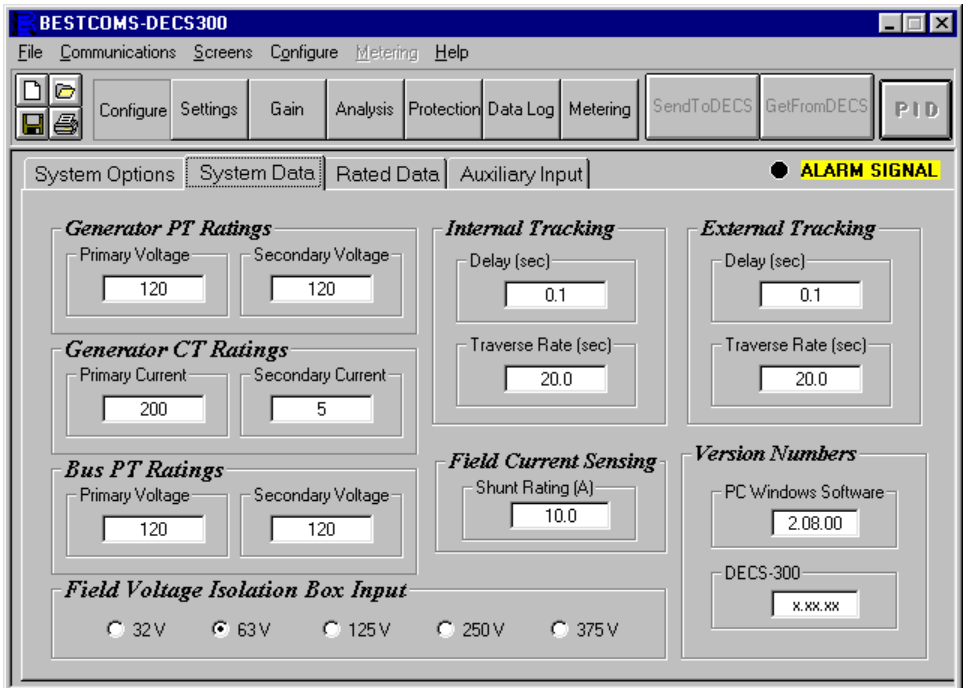 BESTCOMS-DECS300
File Communications Screens Configure Metering Help
Configure Settings Gain Analysis Protection Data Log Metering SendToDECS GetFromDECS PID
System Options System Data Rated Data Auxiliary Input ALARM SIGNAL
Generator PT Ratings
Primary Voltage Secondary Voltage
120 120
Generator CT Ratings
Primary Current Secondary Current
200 5
Bus PT Ratings
Primary Voltage Secondary Voltage
120 120
Internal Tracking
Delay (sec)
0.1
Traverse Rate (sec)
20.0
External Tracking
Delay (sec)
0.1
Traverse Rate (sec)
20.0
Field Current Sensing
Shunt Rating (A)
10.0
Version Numbers
PC Windows Software
2.08.00
DECS-300
x.xx.xx
Field Voltage Isolation Box Input
32 V 63 V 125 V 250 V 375 V